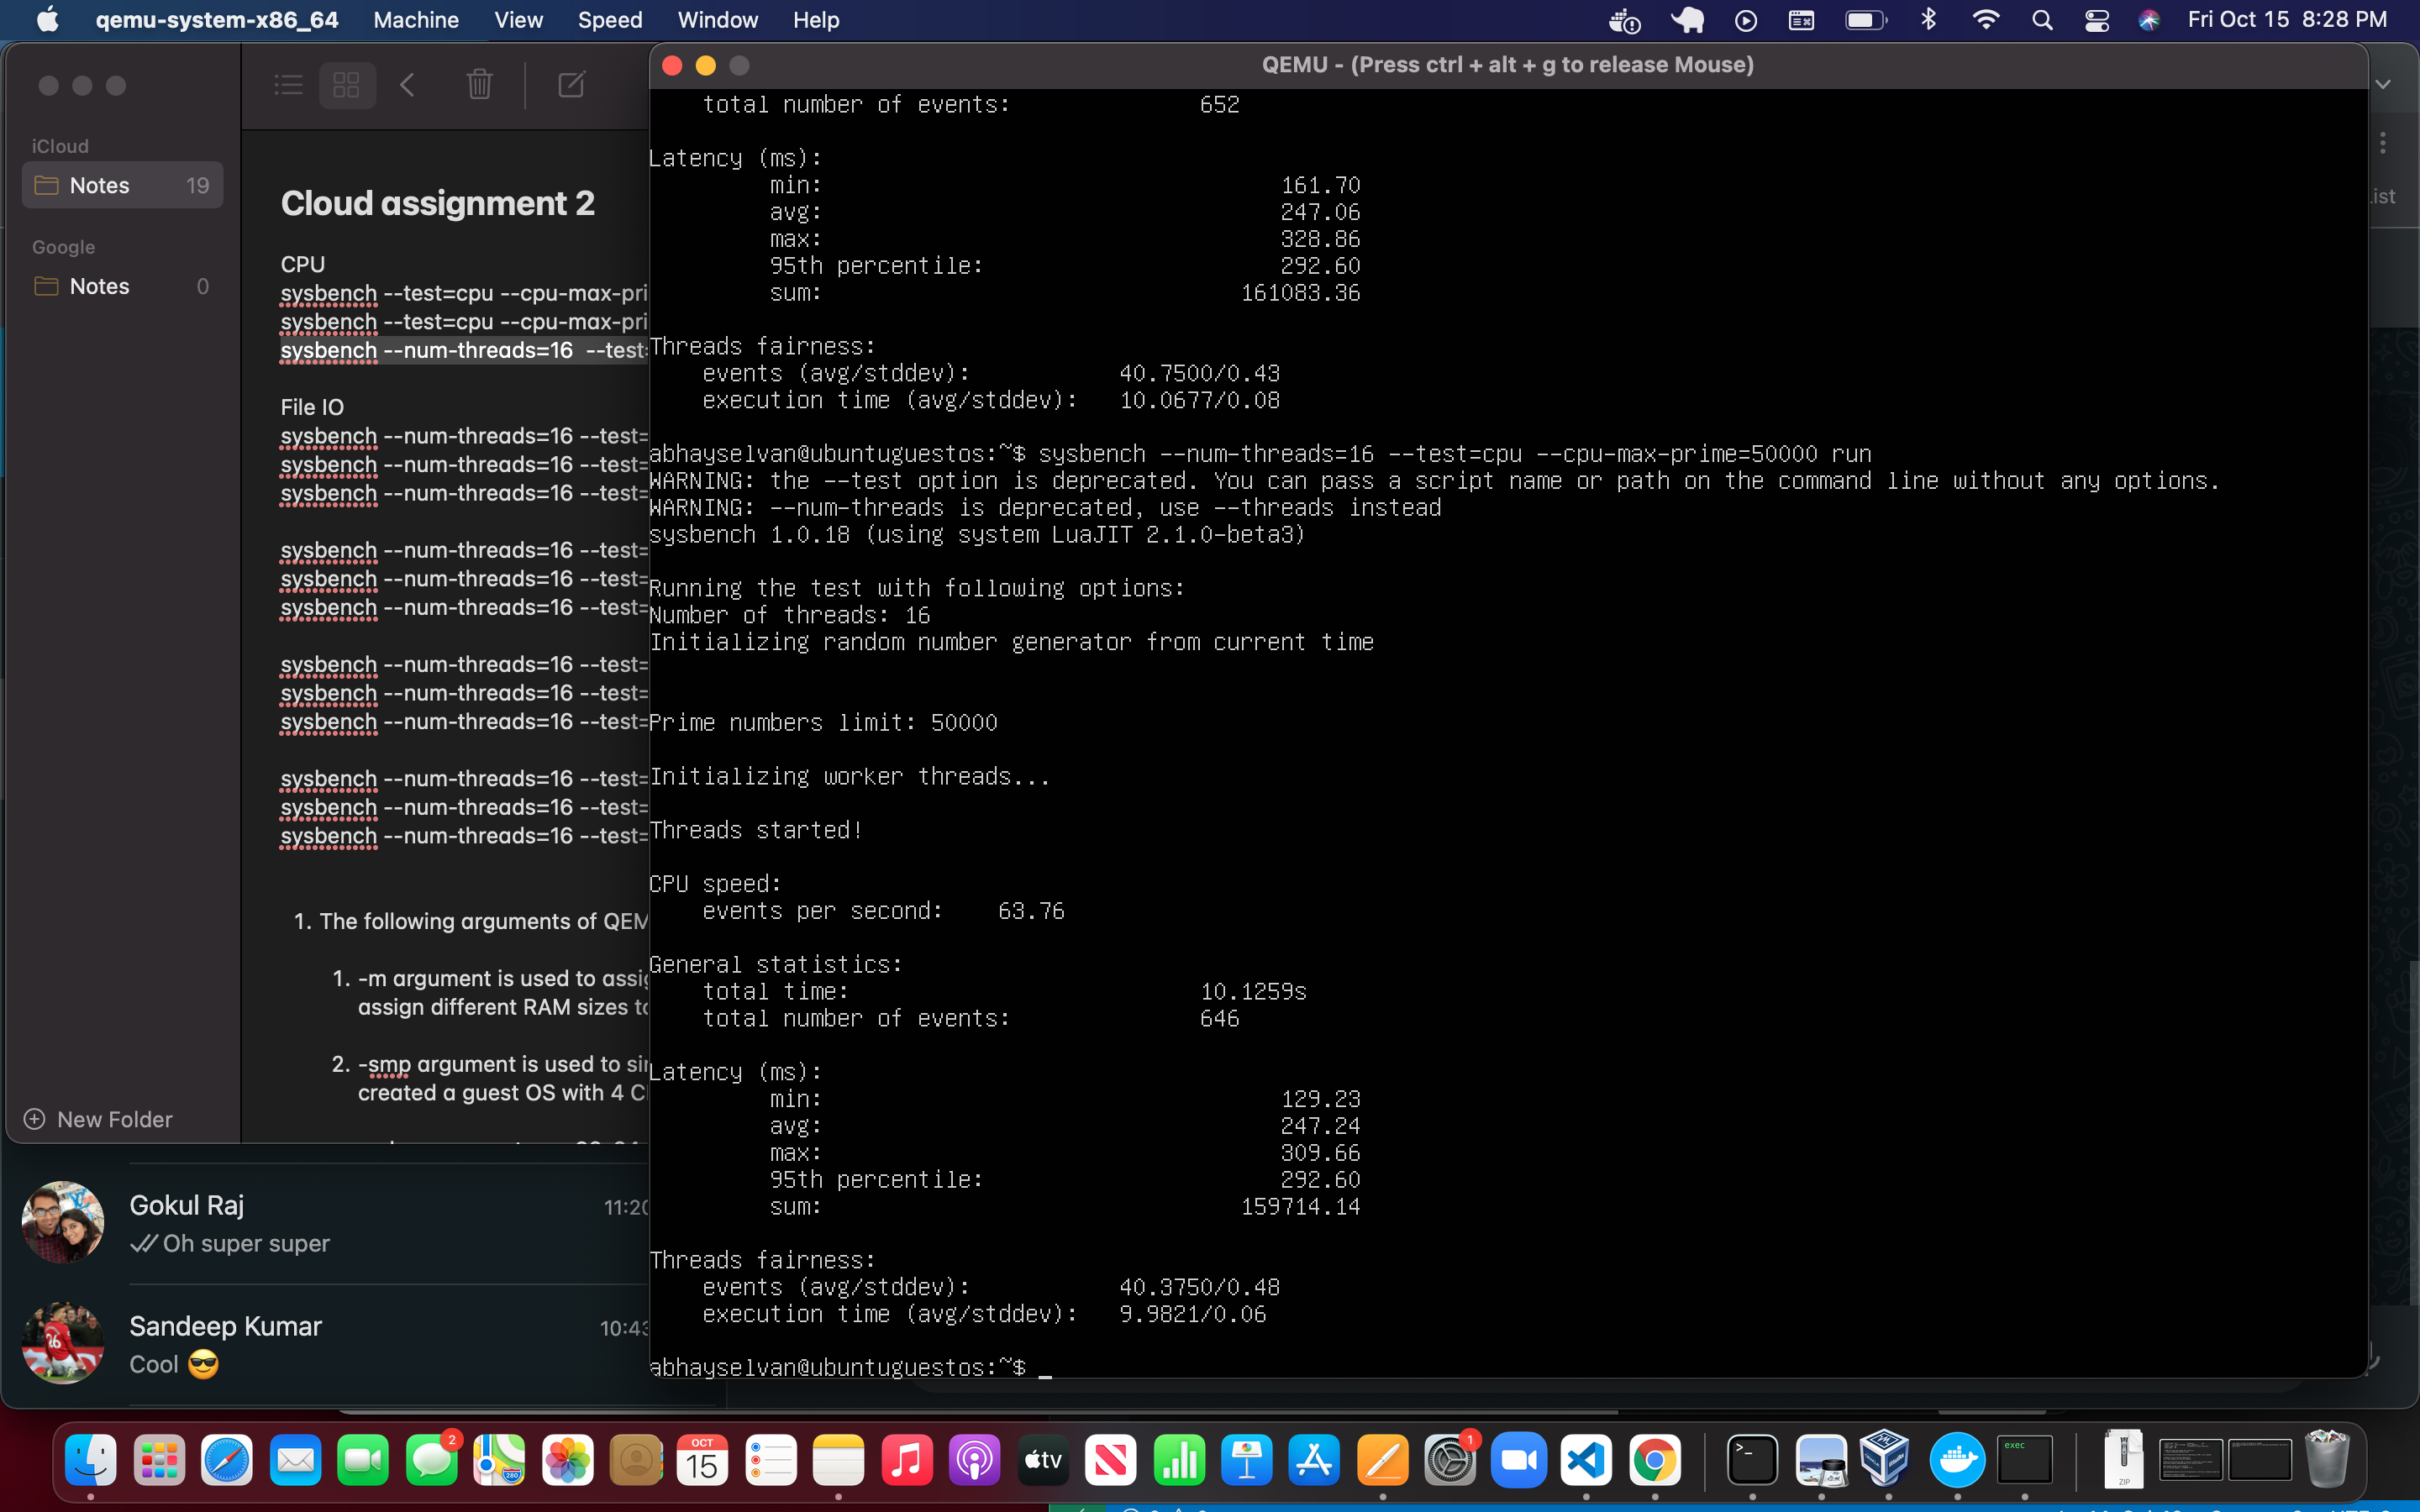 qemu-system-x86_64 Machine View Speed Window Help
Fri Oct 15 8:28 PM
iCloud
Notes 19
Google
Notes 0
New Folder
Cloud assignment 2
CPU
sysbench --test=cpu --cpu-max-pri
sysbench --test=cpu --cpu-max-pri
sysbench --num-threads=16 --test
File IO
sysbench --num-threads=16 --test=
sysbench --num-threads=16 --test=
sysbench --num-threads=16 --test=
sysbench --num-threads=16 --test=
sysbench --num-threads=16 --test=
sysbench --num-threads=16 --test=
sysbench --num-threads=16 --test=
sysbench --num-threads=16 --test=
sysbench --num-threads=16 --test=
sysbench --num-threads=16 --test=
sysbench --num-threads=16 --test=
sysbench --num-threads=16 --test=
1. The following arguments of QEM
1. -m argument is used to assig
assign different RAM sizes to
2. -smp argument is used to sim
created a guest OS with 4 C
Gokul Raj 11:20
Oh super super
Sandeep Kumar 10:43
Cool 😎
QEMU - (Press ctrl + alt + g to release Mouse)
total number of events: 652
Latency (ms):
min: 161.70
avg: 247.06
max: 328.86
95th percentile: 292.60
sum: 161083.36
Threads fairness:
events (avg/stddev): 40.7500/0.43
execution time (avg/stddev): 10.0677/0.08
abhayselvan@ubuntuguestos:~$ sysbench --num-threads=16 --test=cpu --cpu-max-prime=50000 run
WARNING: the --test option is deprecated. You can pass a script name or path on the command line without any options.
WARNING: --num-threads is deprecated, use --threads instead
sysbench 1.0.18 (using system LuaJIT 2.1.0-beta3)
Running the test with following options:
Number of threads: 16
Initializing random number generator from current time
Prime numbers limit: 50000
Initializing worker threads...
Threads started!
CPU speed:
events per second: 63.76
General statistics:
total time: 10.1259s
total number of events: 646
Latency (ms):
min: 129.23
avg: 247.24
max: 309.66
95th percentile: 292.60
sum: 159714.14
Threads fairness:
events (avg/stddev): 40.3750/0.48
execution time (avg/stddev): 9.9821/0.06
abhayselvan@ubuntuguestos:~$ _
ist
2
280
OCT
15
tv
1
>_
exec
ZIP